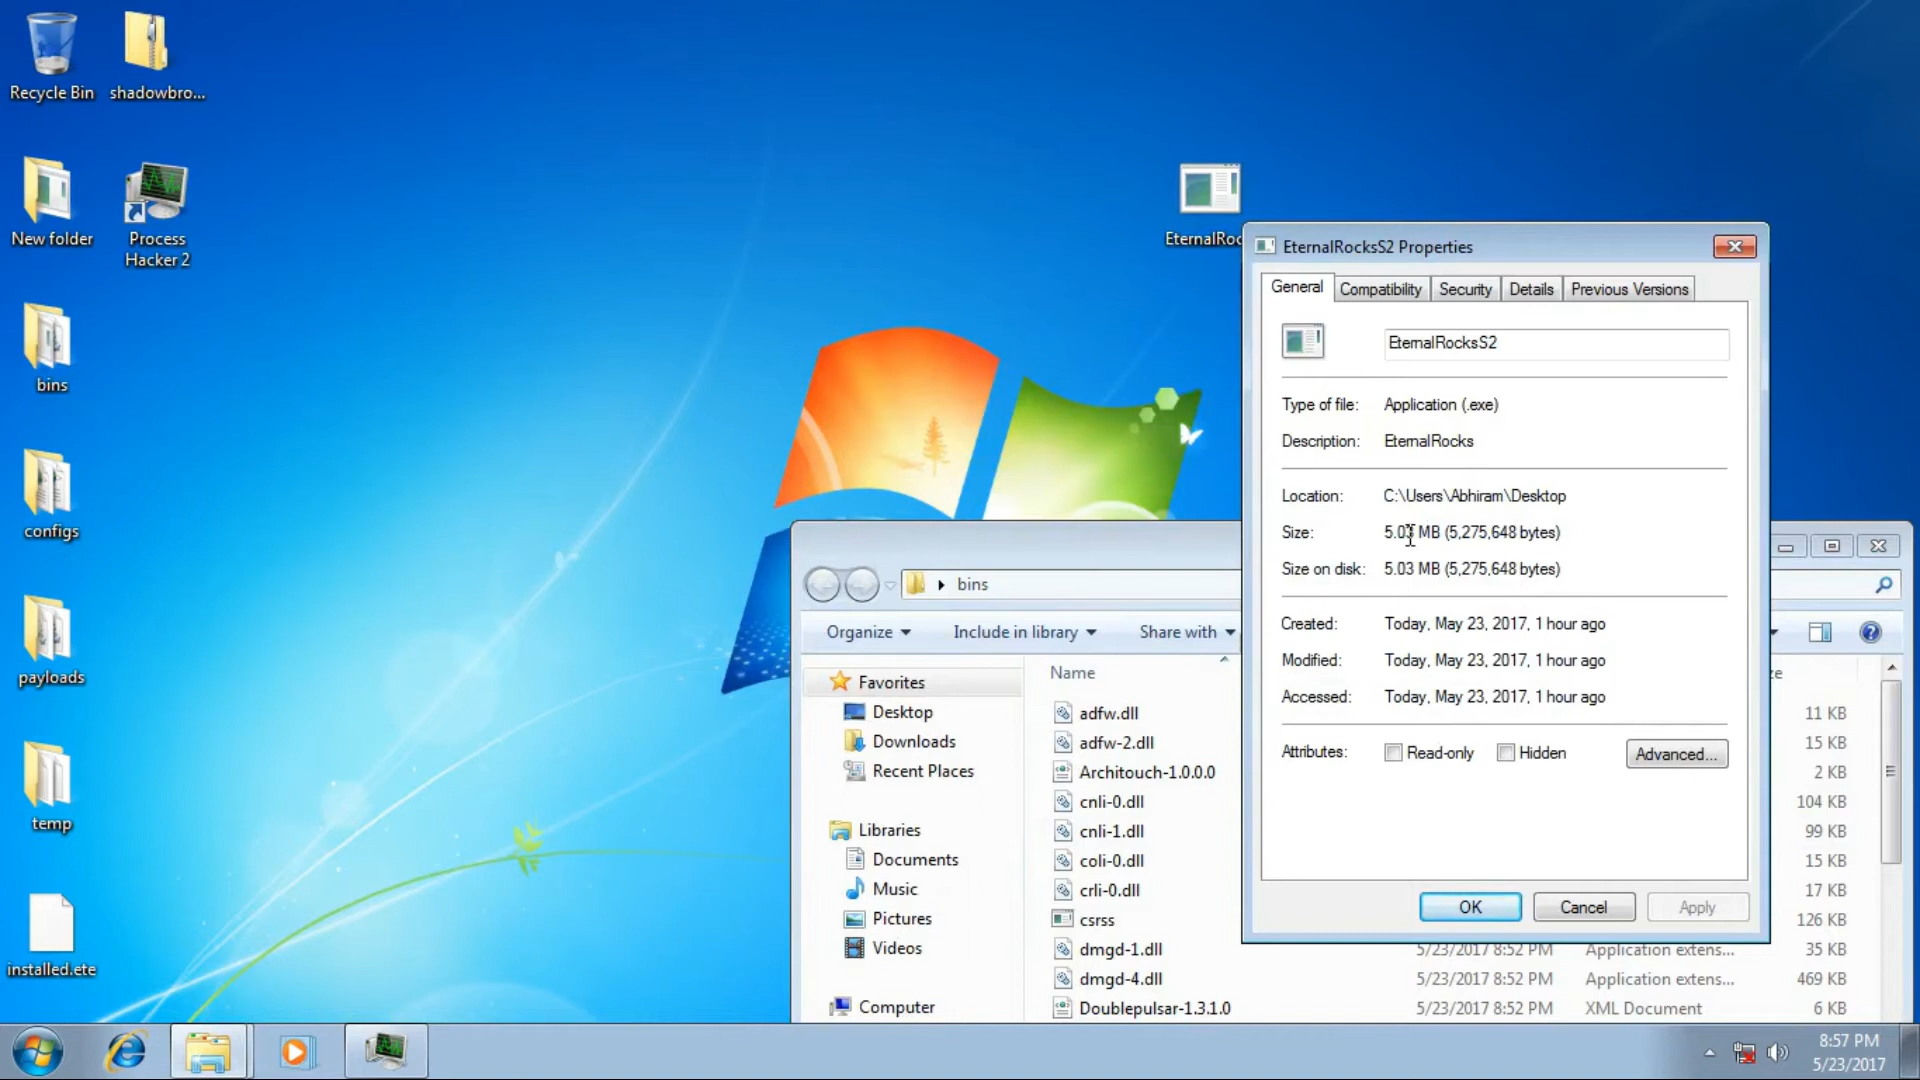 Recycle Bin
shadowbro...
New folder
Process
Hacker 2
bins
configs
payloads
temp
installed.ete
EternalRoc
EternalRocksS2 Properties
General
Compatibility
Security
Details
Previous Versions
EternalRocksS2
Type of file: Application (.exe)
Description: EternalRocks
Location: C:\Users\Abhiram\Desktop
Size: 5.03 MB (5,275,648 bytes)
Size on disk: 5.03 MB (5,275,648 bytes)
Created: Today, May 23, 2017, 1 hour ago
Modified: Today, May 23, 2017, 1 hour ago
Accessed: Today, May 23, 2017, 1 hour ago
Attributes: Read-only Hidden Advanced...
OK Cancel Apply
bins
Organize Include in library Share with
Favorites
Desktop
Downloads
Recent Places
Libraries
Documents
Music
Pictures
Videos
Computer
Name
ze
adfw.dll 11 KB
adfw-2.dll 15 KB
Architouch-1.0.0.0 2 KB
cnli-0.dll 104 KB
cnli-1.dll 99 KB
coli-0.dll 15 KB
crli-0.dll 17 KB
csrss 126 KB
dmgd-1.dll 5/23/2017 8:52 PM Application extens... 35 KB
dmgd-4.dll 5/23/2017 8:52 PM Application extens... 469 KB
Doublepulsar-1.3.1.0 5/23/2017 8:52 PM XML Document 6 KB
8:57 PM
5/23/2017